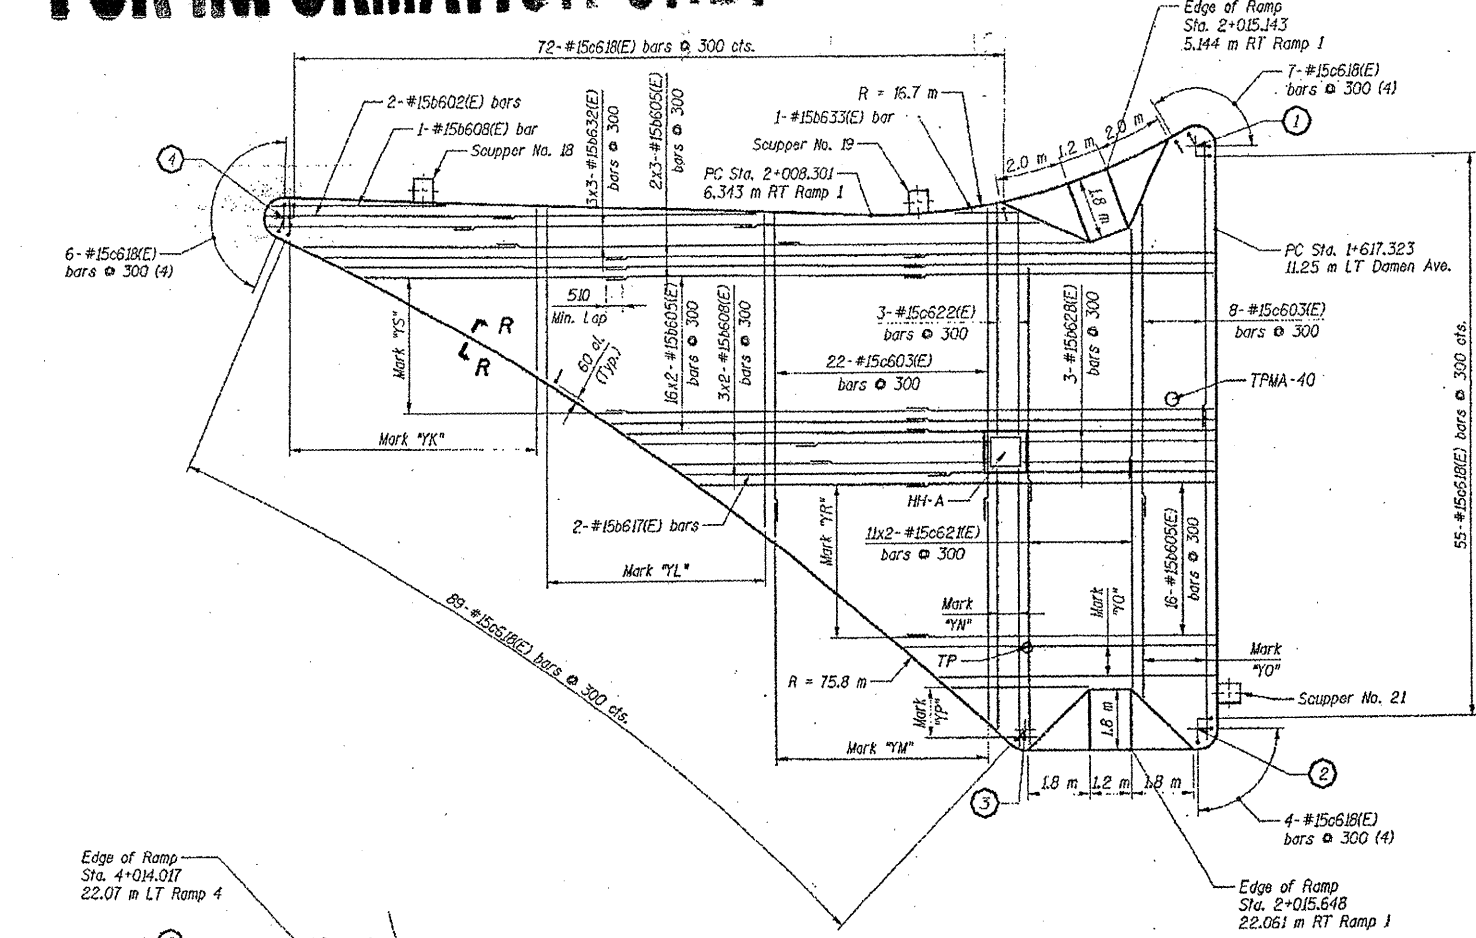 FOR INFORMATION ONLY
Edge of Ramp
Sta. 2+015.143
5.144 m RT Ramp 1
72-#15c618(E) bars @ 300 cts.
7-#15c618(E)
bars @ 300 (4)
1
2-#15b602(E) bars
1-#15b608(E) bar
Scupper No. 18
3x3-#15b632(E)
bars @ 300
2x3-#15b605(E)
bars @ 300
R = 16.7 m
1-#15b633(E) bar
Scupper No. 19
PC Sta. 2+008.301
6.343 m RT Ramp 1
2.0 m
1.2 m
2.0 m
1.8 m
4
6-#15c618(E)
bars @ 300 (4)
PC Sta. 1+617.323
11.25 m LT Damen Ave.
Mark "YS"
R
R
510
Min. Lap
60 cl.
(Typ.)
16x2-#15b605(E)
bars @ 300
3x2-#15b608(E)
bars @ 300
3-#15c622(E)
bars @ 300
22-#15c603(E)
bars @ 300
3-#15b628(E)
bars @ 300
8-#15c603(E)
bars @ 300
TPMA-40
55-#15c618(E) bars @ 300 cts.
Mark "YK"
HH-A
2-#15b617(E) bars
Mark "YR"
11x2-#15c621(E)
bars @ 300
16-#15b605(E)
bars @ 300
Mark "YL"
89-#15c618(E) bars @ 300 cts.
Mark
"YN"
Mark
"YQ"
TP
Mark
"YO"
R = 75.8 m
Mark
"YP"
1.8 m
Scupper No. 21
Mark "YM"
1.8 m
1.2 m
1.8 m
2
3
4-#15c618(E)
bars @ 300 (4)
Edge of Ramp
Sta. 4+014.017
22.07 m LT Ramp 4
Edge of Ramp
Sta. 2+015.648
22.061 m RT Ramp 1